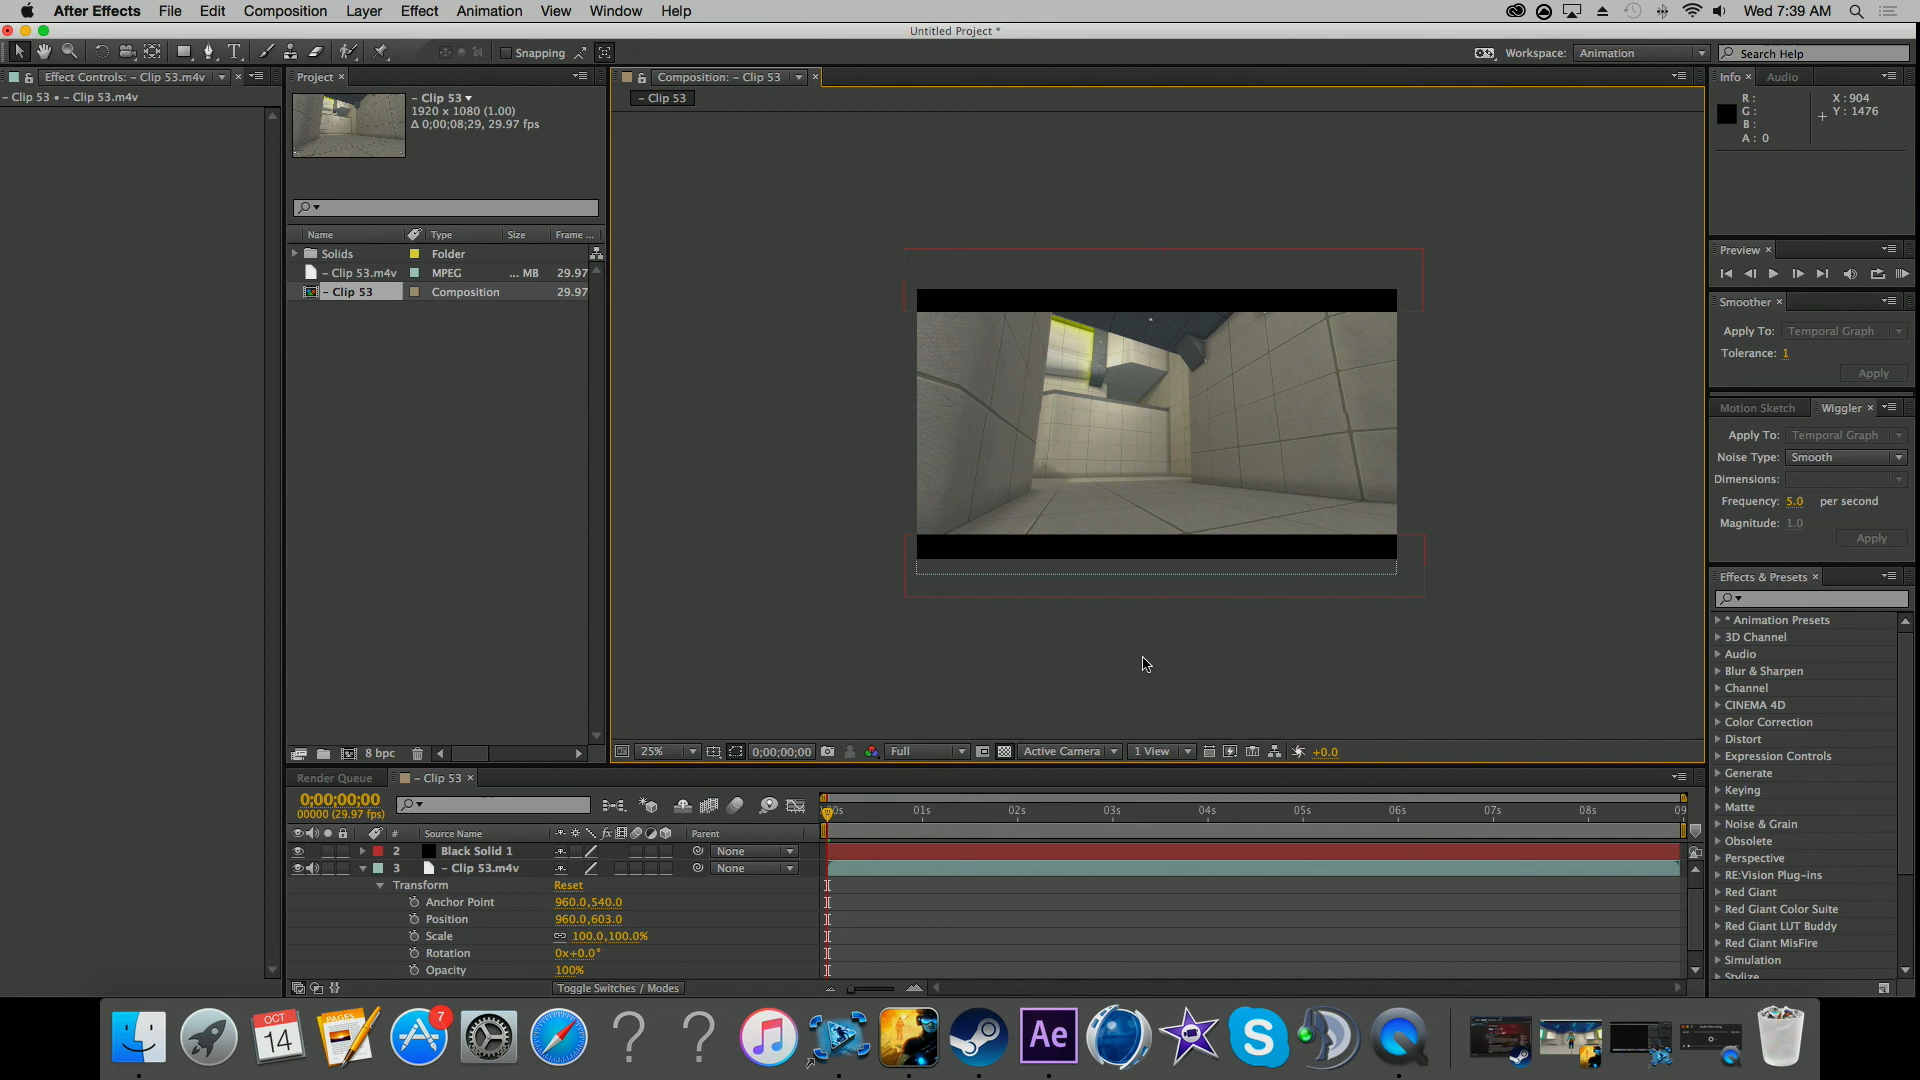 After Effects File Edit Composition Layer Effect Animation View Window Help Wed 7:39 AM
Untitled Project *
Snapping Workspace: Animation Search Help
Effect Controls: – Clip 53.m4v Project Composition: – Clip 53 Info Audio
– Clip 53 • – Clip 53.m4v
– Clip 53
1920 x 1080 (1.00)
Δ 0;00;08;29, 29.97 fps
– Clip 53
R:
G:
B:
A: 0
X: 904
Y: 1476
Name Type Size Frame ...
Solids Folder
– Clip 53.m4v MPEG ... MB 29.97
– Clip 53 Composition 29.97
Preview
Smoother
Apply To: Temporal Graph
Tolerance: 1
Apply
Motion Sketch Wiggler
Apply To: Temporal Graph
Noise Type: Smooth
Dimensions:
Frequency: 5.0 per second
Magnitude: 1.0
Apply
Effects & Presets
* Animation Presets
3D Channel
Audio
Blur & Sharpen
Channel
CINEMA 4D
Color Correction
Distort
Expression Controls
Generate
Keying
Matte
Noise & Grain
Obsolete
Perspective
RE:Vision Plug-ins
Red Giant
Red Giant Color Suite
Red Giant LUT Buddy
Red Giant MisFire
Simulation
Stylize
8 bpc
25% 0;00;00;00 Full Active Camera 1 View +0.0
Render Queue – Clip 53
0;00;00;00
00000 (29.97 fps)
01s 02s 03s 04s 05s 06s 07s 08s 09
# Source Name fx Parent
2 Black Solid 1 None
3 – Clip 53.m4v None
Transform Reset
Anchor Point 960.0,540.0
Position 960.0,603.0
Scale 100.0,100.0%
Rotation 0x+0.0°
Opacity 100%
Toggle Switches / Modes
OCT
14
PAGES
7
? ?
Ae
S